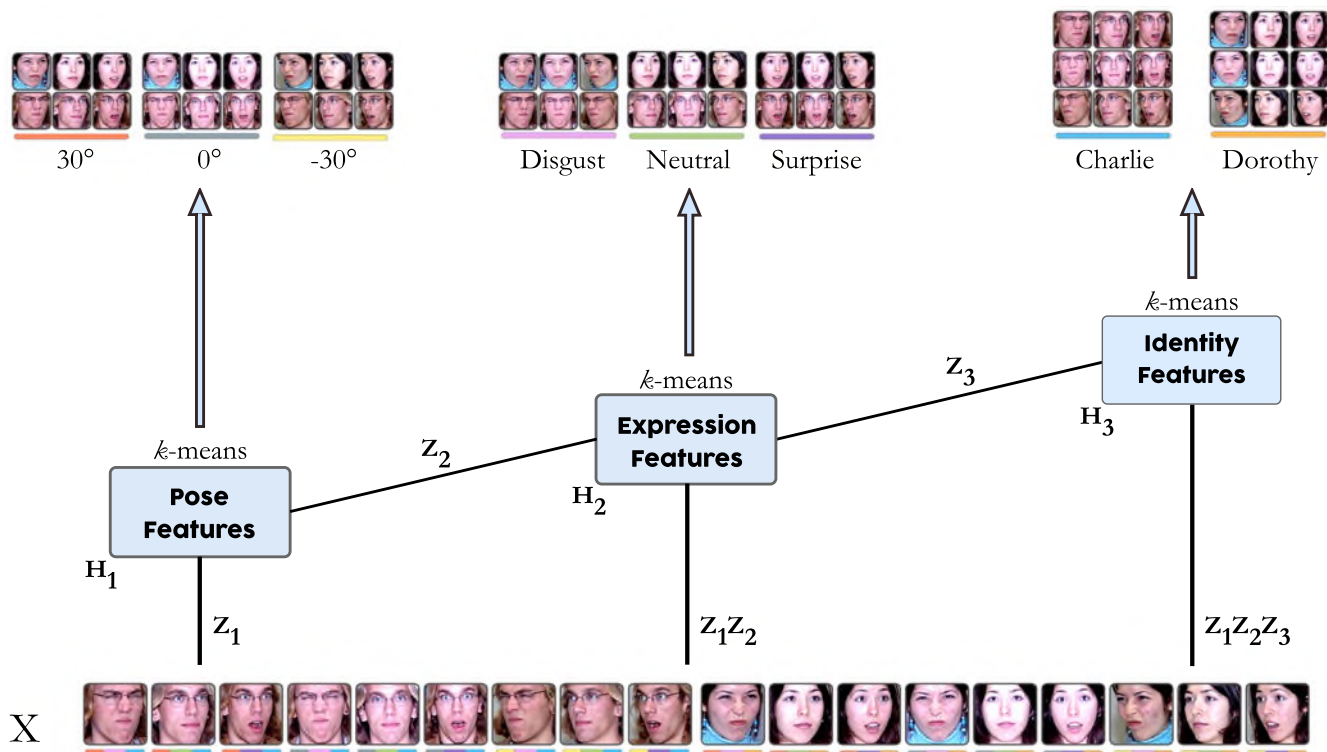 30° 0° -30°
Disgust Neutral Surprise
Charlie Dorothy
k-means
Identity
Features
H3
Z3
k-means
Expression
Features
H2
Z2
k-means
Pose
Features
H1
Z1
Z1Z2
Z1Z2Z3
X